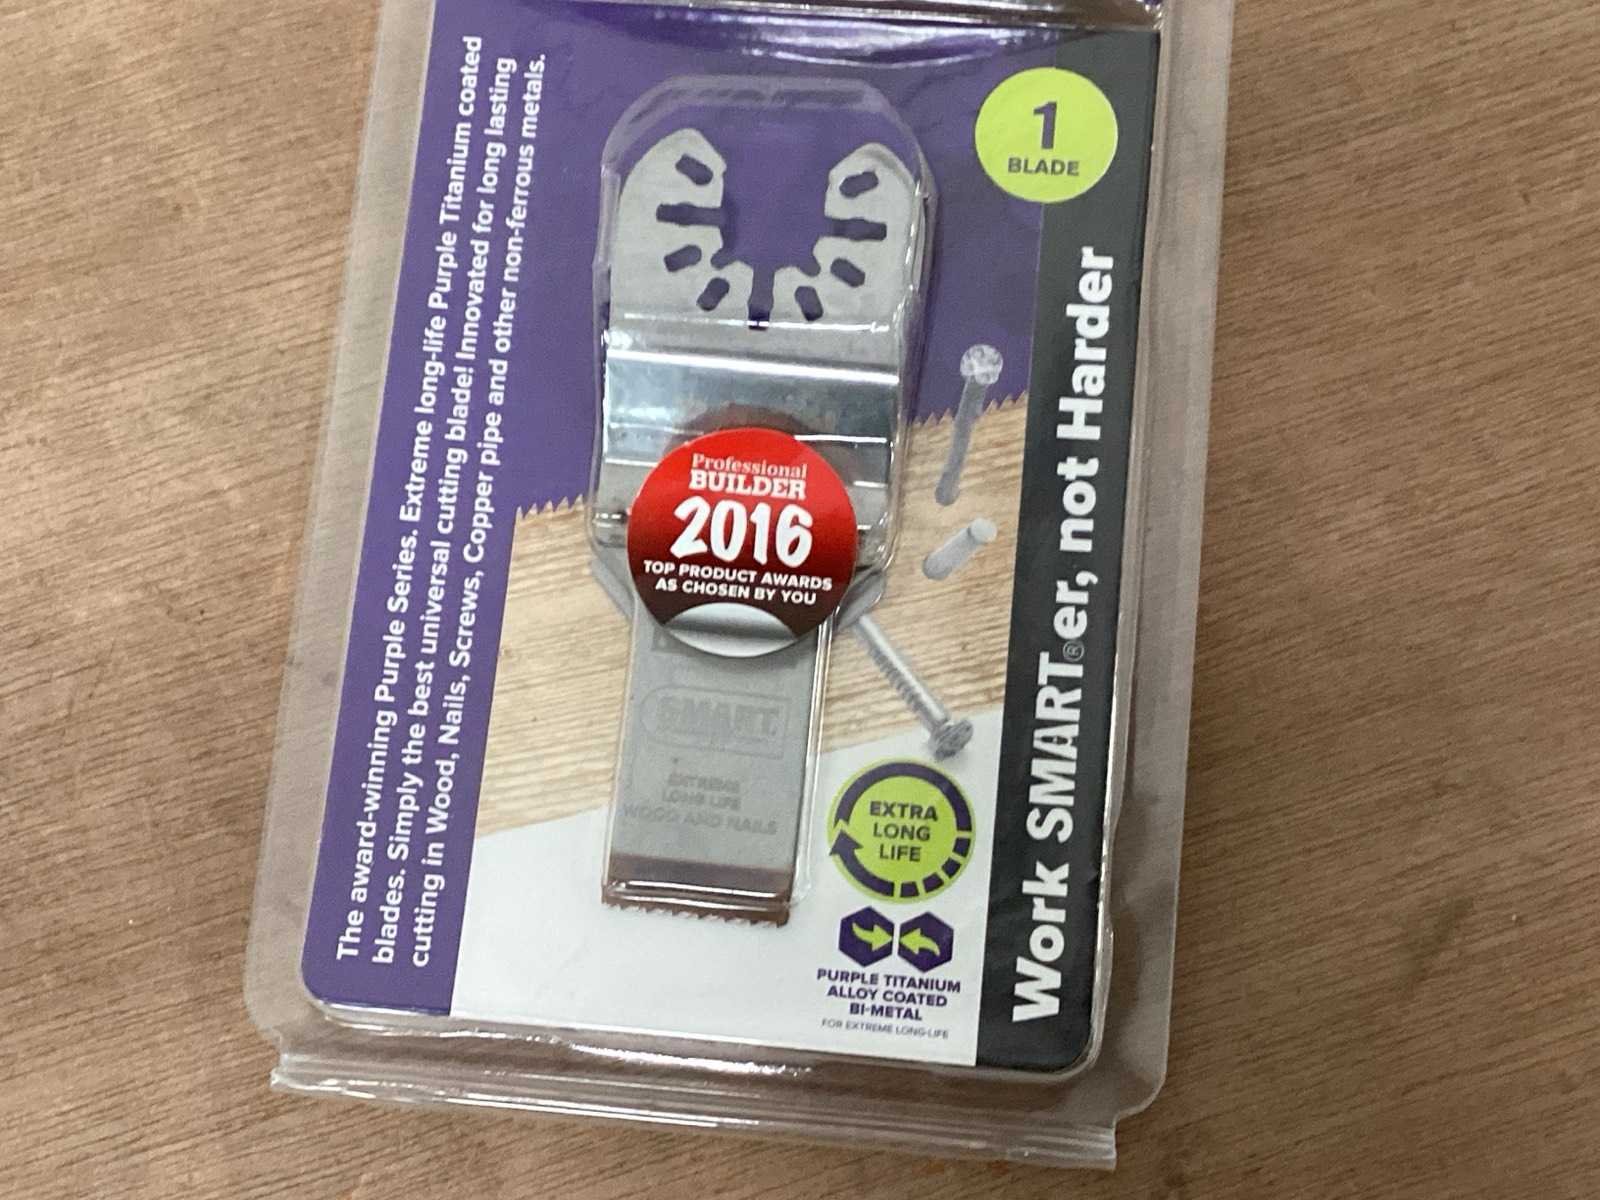 The award-winning Purple Series. Extreme long-life Purple Titanium coated
blades. Simply the best universal cutting blade! Innovated for long lasting
cutting in Wood, Nails, Screws, Copper pipe and other non-ferrous metals.
1
BLADE
Professional
BUILDER
2016
TOP PRODUCT AWARDS
AS CHOSEN BY YOU
SMART
EXTREME
LONG LIFE
WOOD AND NAILS
EXTRA
LONG
LIFE
PURPLE TITANIUM
ALLOY COATED
BI-METAL
FOR EXTREME LONG-LIFE
Work SMART®er, not Harder